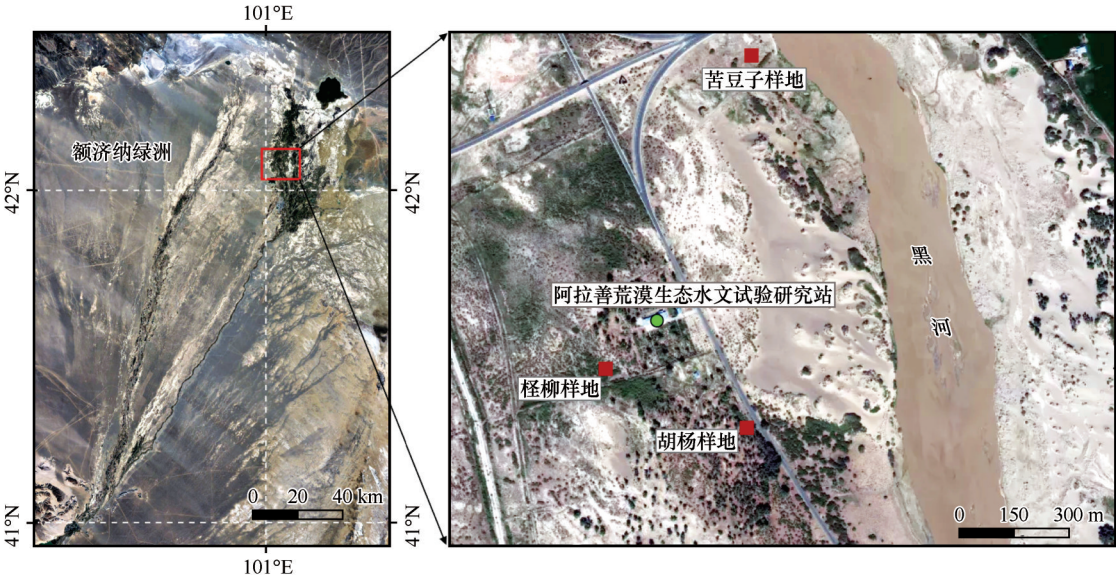 101°E
额济纳绿洲
42°N
41°N
0 20 40 km
101°E
42°N
41°N
苦豆子样地
黑
河
阿拉善荒漠生态水文试验研究站
柽柳样地
胡杨样地
0 150 300 m